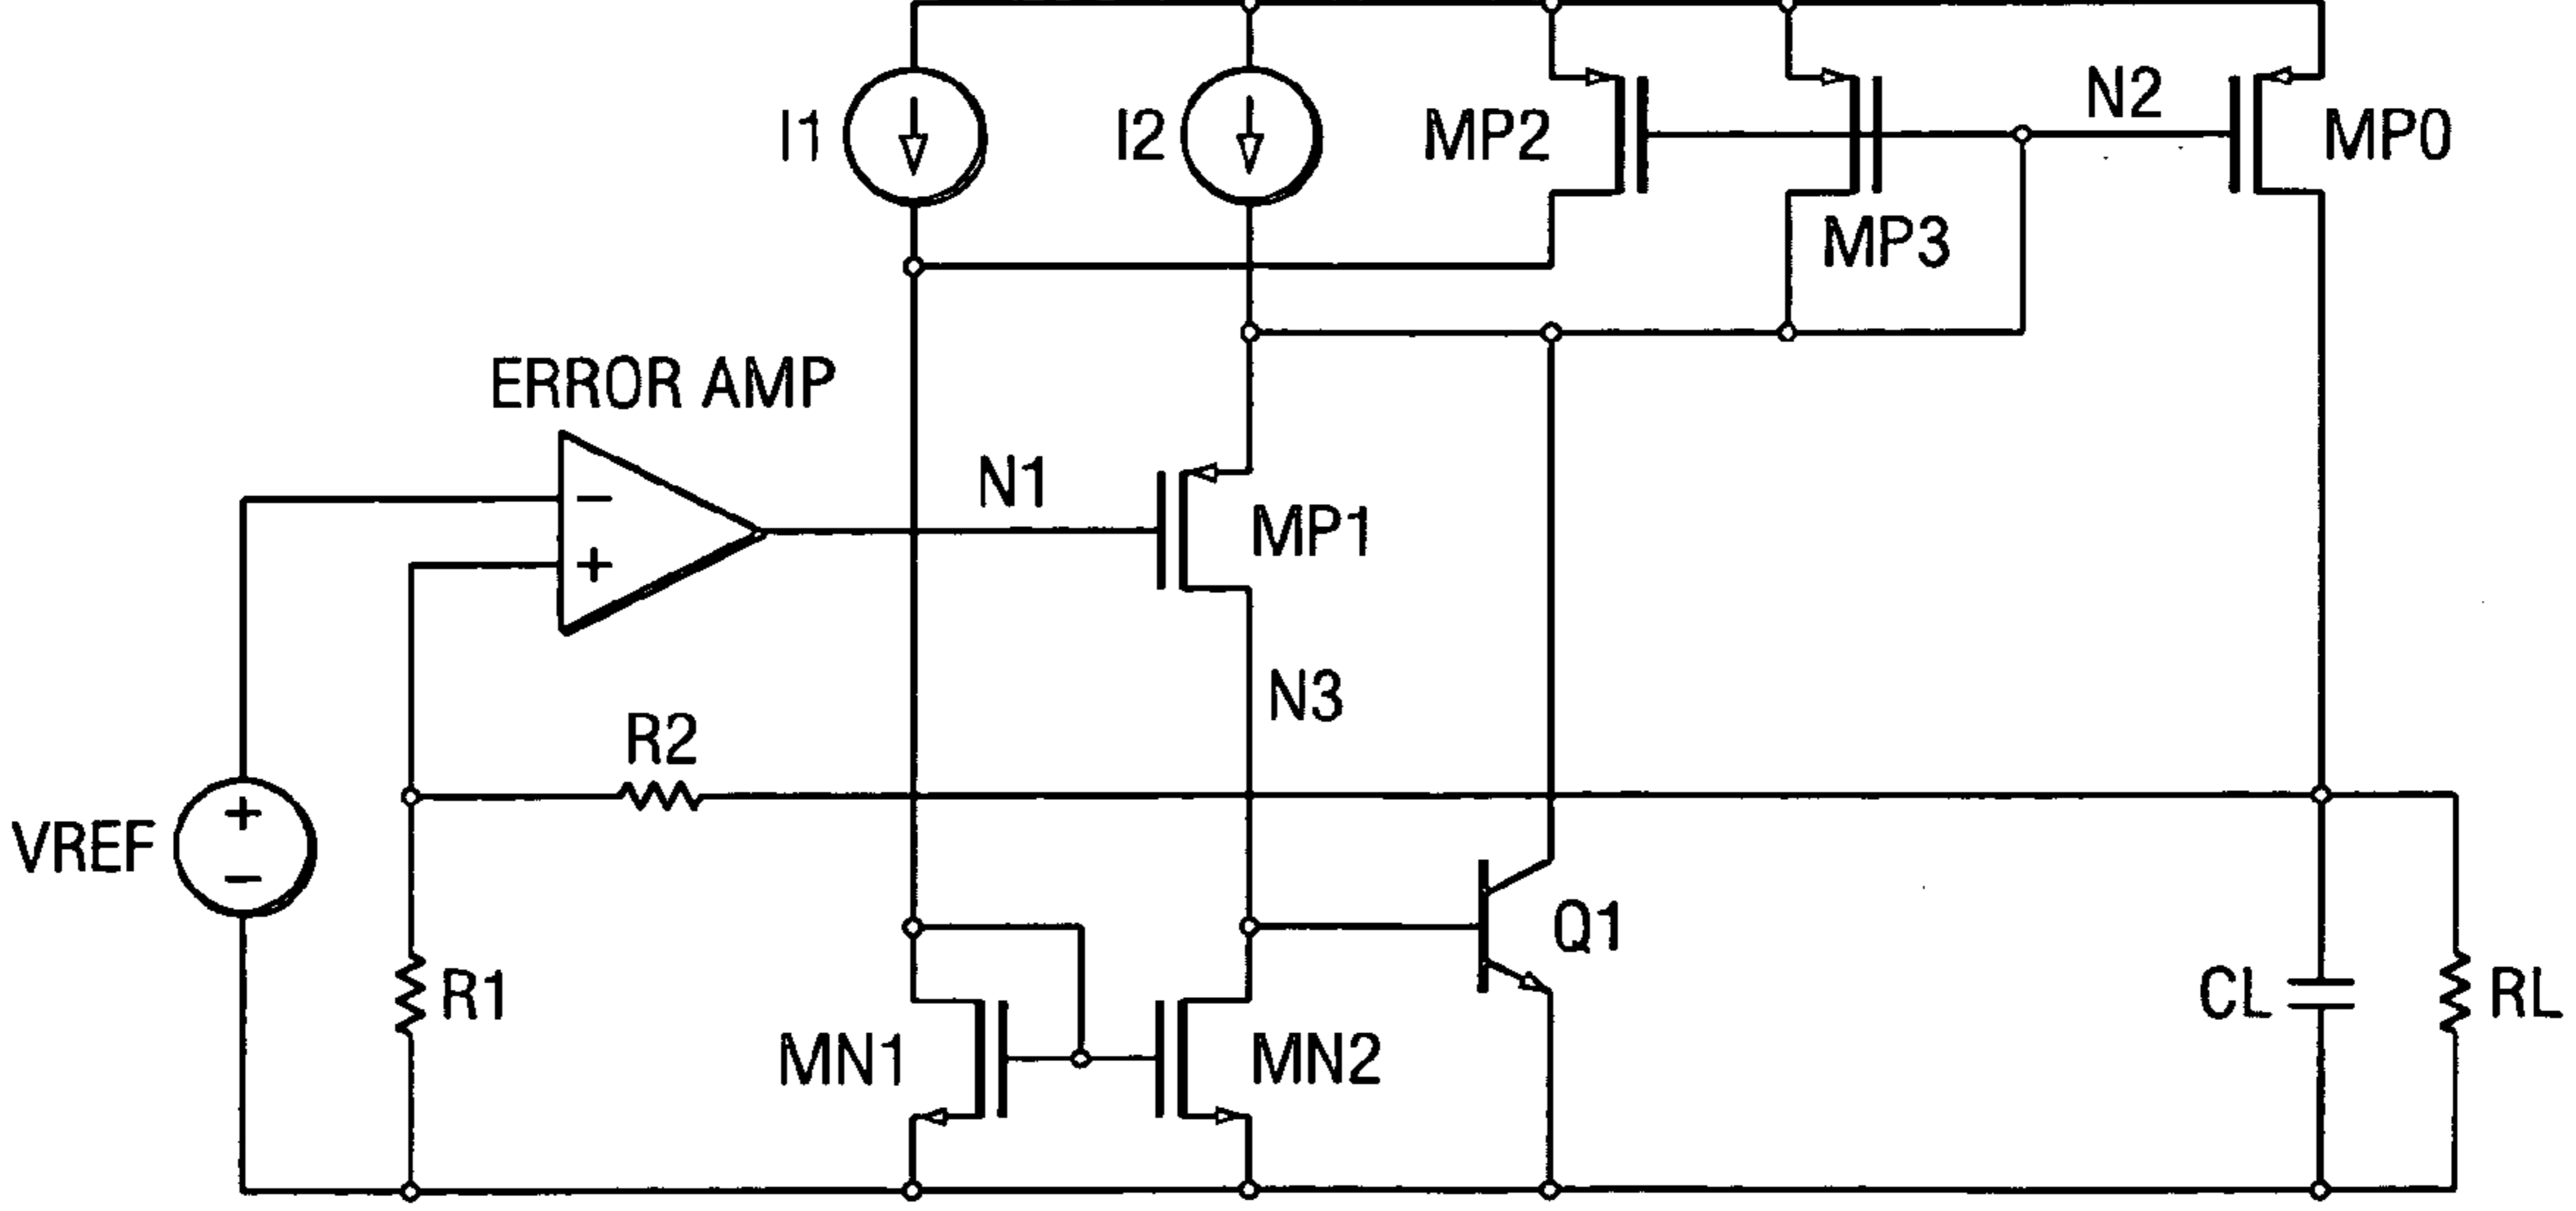 I1
I2
MP2
N2
MP0
MP3
ERROR AMP
N1
MP1
−
+
N3
R2
VREF
+
−
Q1
R1
CL
RL
MN1
MN2